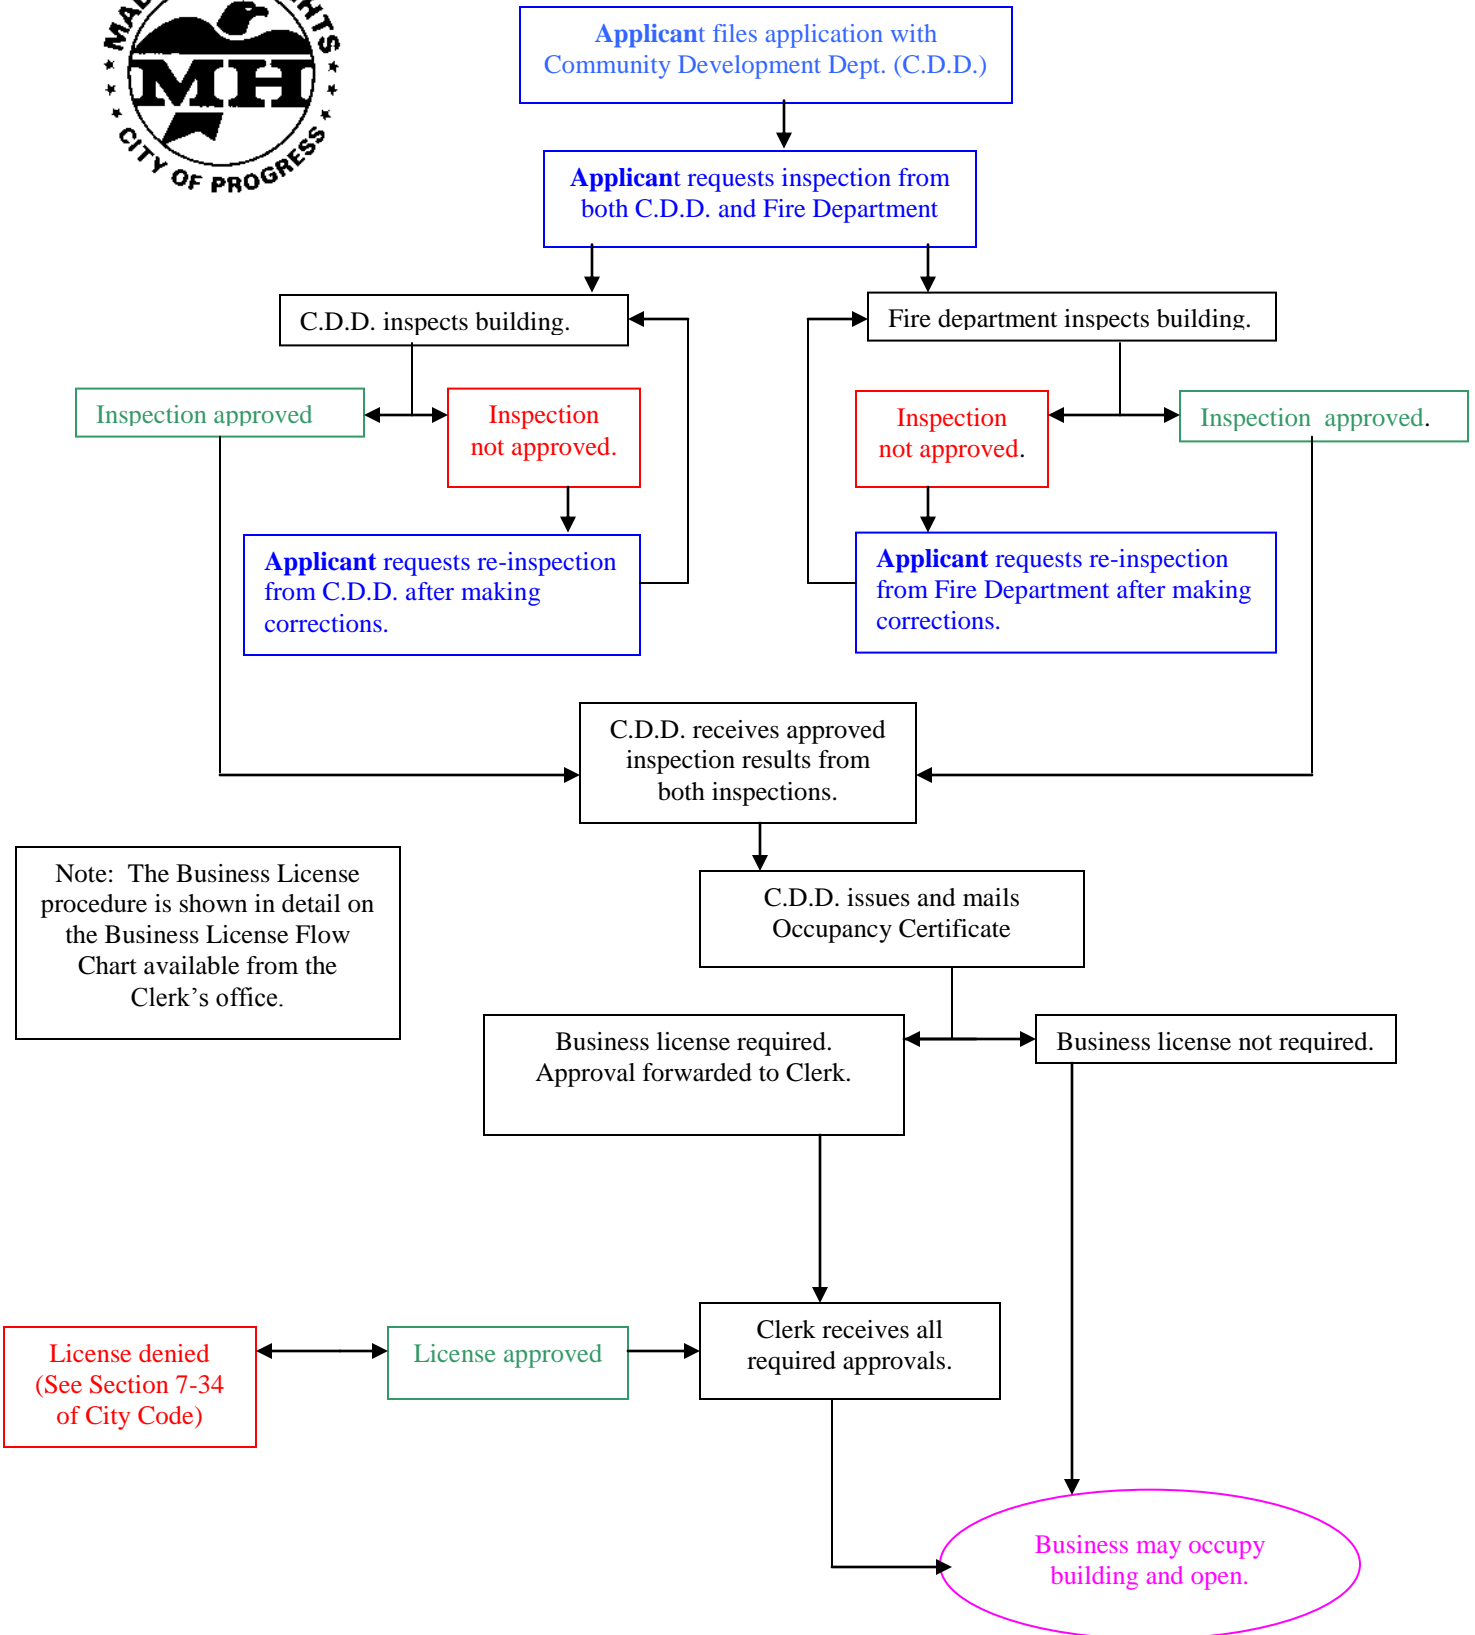 MH
CITY OF PROGRESS
Applicant files application with
Community Development Dept. (C.D.D.)
Applicant requests inspection from
both C.D.D. and Fire Department
C.D.D. inspects building.
Fire department inspects building.
Inspection approved
Inspection
not approved.
Inspection
not approved.
Inspection approved.
Applicant requests re-inspection
from C.D.D. after making
corrections.
Applicant requests re-inspection
from Fire Department after making
corrections.
C.D.D. receives approved
inspection results from
both inspections.
Note: The Business License
procedure is shown in detail on
the Business License Flow
Chart available from the
Clerk’s office.
C.D.D. issues and mails
Occupancy Certificate
Business license required.
Approval forwarded to Clerk.
Business license not required.
License denied
(See Section 7-34
of City Code)
License approved
Clerk receives all
required approvals.
Business may occupy
building and open.